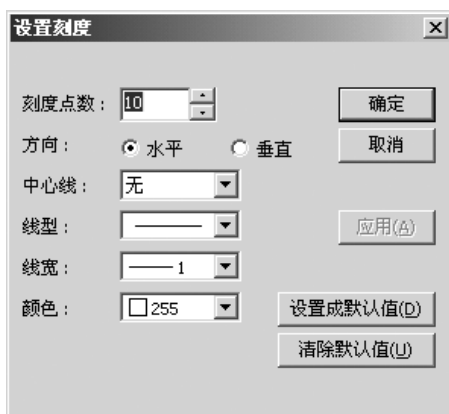 设置刻度
刻度点数： 10
确定
方向： 水平 垂直
取消
中心线： 无
线型：
应用(A)
线宽： 1
颜色： 255
设置成默认值(D)
清除默认值(U)